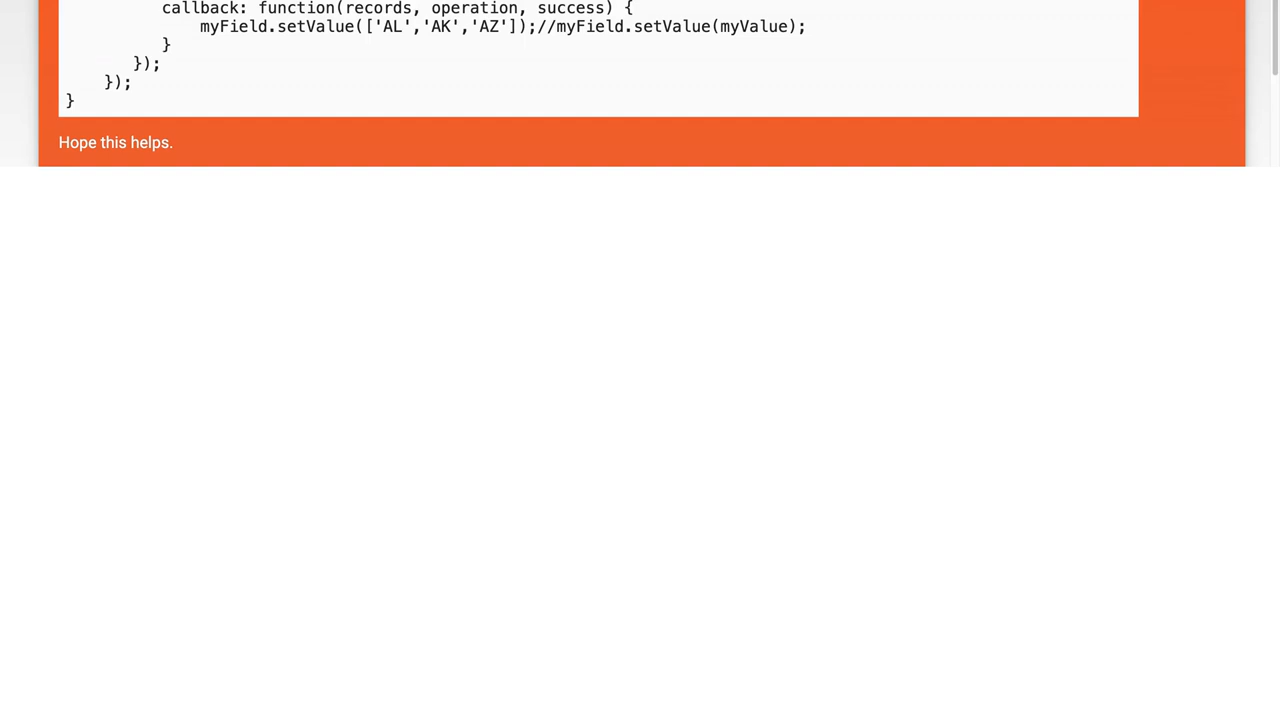 callback: function(records, operation, success) {
myField.setValue(['AL','AK','AZ']);//myField.setValue(myValue);
}
});
});
}
Hope this helps.